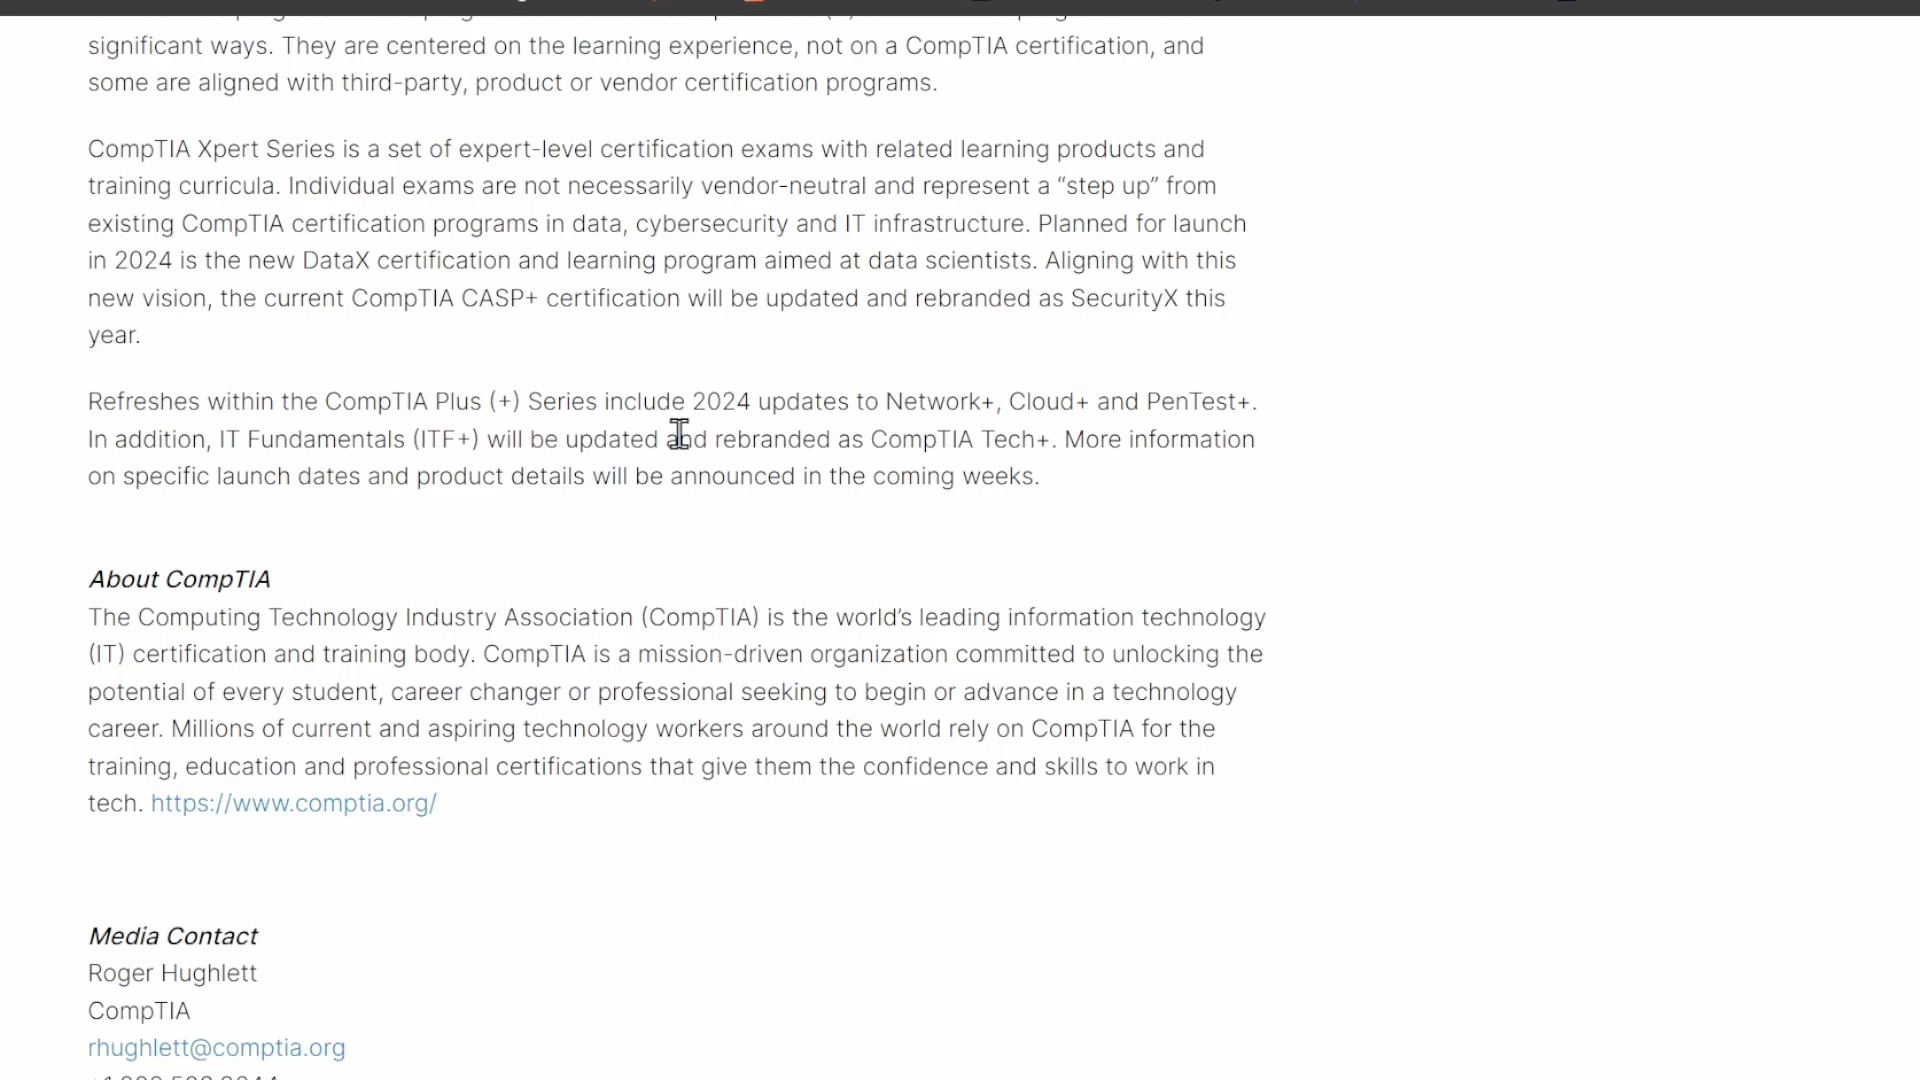 significant ways. They are centered on the learning experience, not on a CompTIA certification, and
some are aligned with third-party, product or vendor certification programs.
CompTIA Xpert Series is a set of expert-level certification exams with related learning products and
training curricula. Individual exams are not necessarily vendor-neutral and represent a “step up” from
existing CompTIA certification programs in data, cybersecurity and IT infrastructure. Planned for launch
in 2024 is the new DataX certification and learning program aimed at data scientists. Aligning with this
new vision, the current CompTIA CASP+ certification will be updated and rebranded as SecurityX this
year.
Refreshes within the CompTIA Plus (+) Series include 2024 updates to Network+, Cloud+ and PenTest+.
In addition, IT Fundamentals (ITF+) will be updated and rebranded as CompTIA Tech+. More information
on specific launch dates and product details will be announced in the coming weeks.
About CompTIA
The Computing Technology Industry Association (CompTIA) is the world’s leading information technology
(IT) certification and training body. CompTIA is a mission-driven organization committed to unlocking the
potential of every student, career changer or professional seeking to begin or advance in a technology
career. Millions of current and aspiring technology workers around the world rely on CompTIA for the
training, education and professional certifications that give them the confidence and skills to work in
tech. https://www.comptia.org/
Media Contact
Roger Hughlett
CompTIA
rhughlett@comptia.org